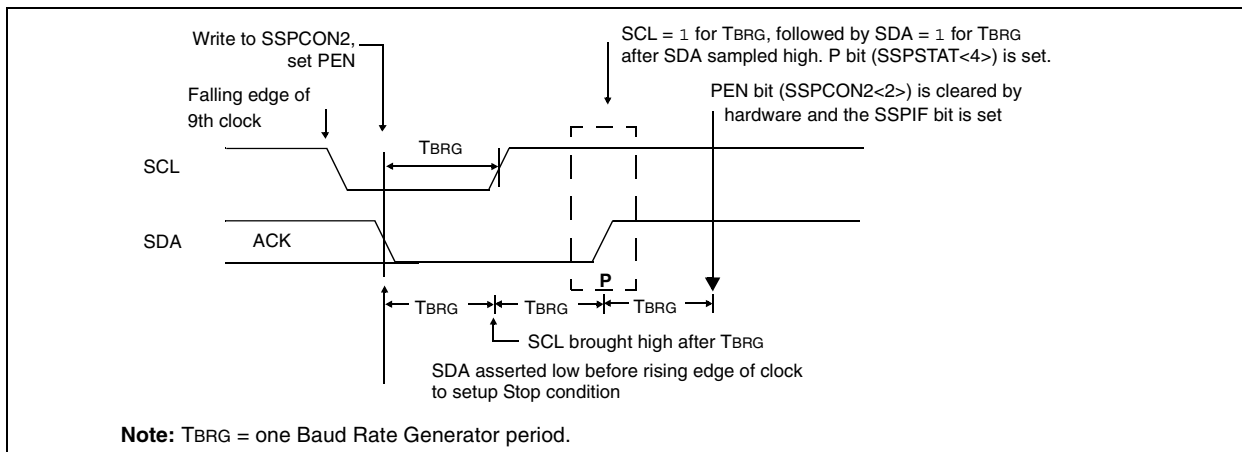 Write to SSPCON2,
set PEN
SCL = 1 for TBRG, followed by SDA = 1 for TBRG
after SDA sampled high. P bit (SSPSTAT<4>) is set.
Falling edge of
9th clock
PEN bit (SSPCON2<2>) is cleared by
hardware and the SSPIF bit is set
TBRG
SCL
SDA
ACK
P
TBRG
TBRG
TBRG
SCL brought high after TBRG
SDA asserted low before rising edge of clock
to setup Stop condition
Note: TBRG = one Baud Rate Generator period.